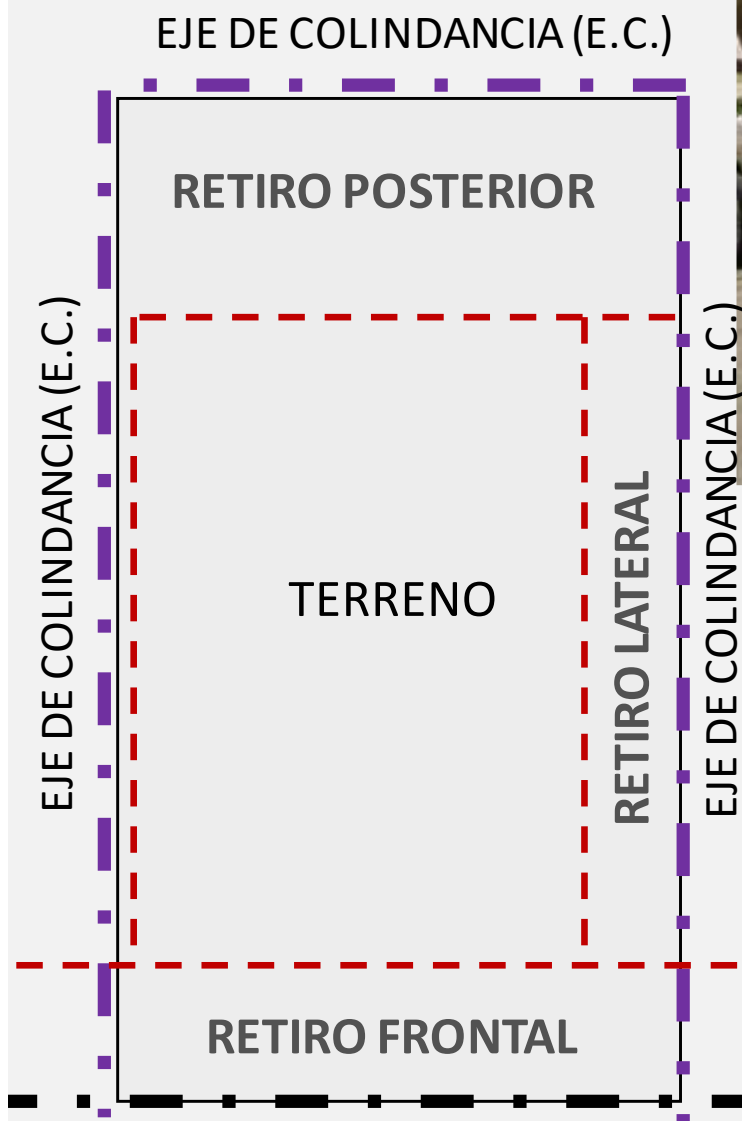 EJE DE COLINDANCIA (E.C.)
RETIRO POSTERIOR
EJE DE COLINDANCIA (E.C.)
TERRENO
RETIRO LATERAL
EJE DE COLINDANCIA (E.C.)
RETIRO FRONTAL